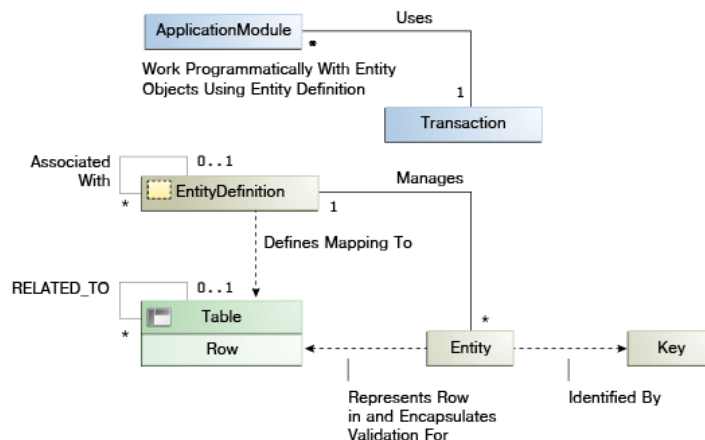 Uses
ApplicationModule
*
Work Programmatically With Entity
Objects Using Entity Definition
1
Transaction
Associated
With
0..1
*
EntityDefinition
1
Manages
Defines Mapping To
RELATED_TO
0..1
*
Table
Row
*
Entity
Key
Represents Row
in and Encapsulates
Validation For
Identified By